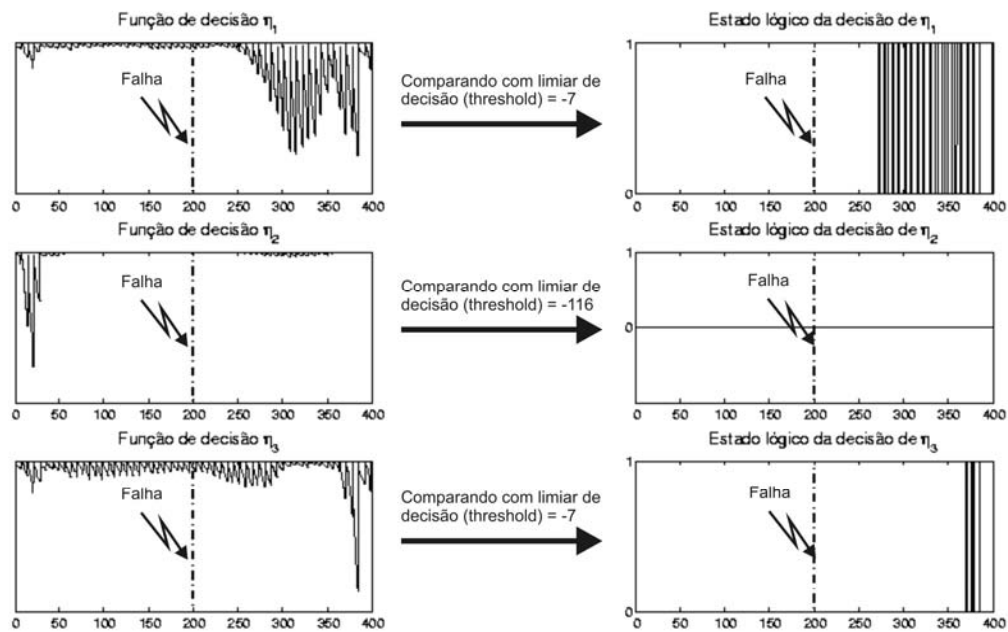 Função de decisão η1
Estado lógico da decisão de η1
1
Falha
Comparando com limiar de
decisão (threshold) = -7
Falha
0
0 50 100 150 200 250 300 350 400
0 50 100 150 200 250 300 350 400
Função de decisão η2
Estado lógico da decisão de η2
1
Falha
Comparando com limiar de
decisão (threshold) = -116
Falha
0
0 50 100 150 200 250 300 350 400
0 50 100 150 200 250 300 350 400
Função de decisão η3
Estado lógico da decisão de η3
1
Falha
Comparando com limiar de
decisão (threshold) = -7
Falha
0
0 50 100 150 200 250 300 350 400
0 50 100 150 200 250 300 350 400